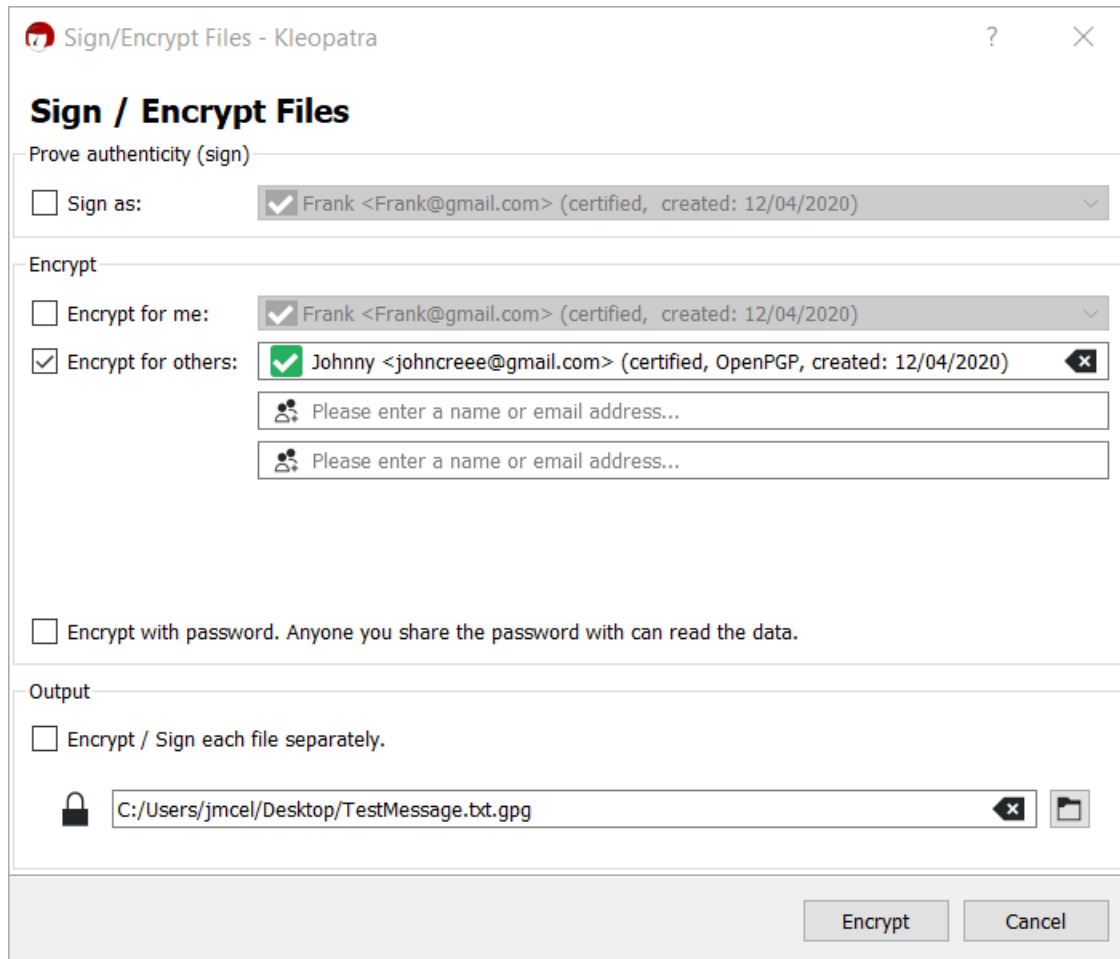 Sign/Encrypt Files - Kleopatra ?
Sign / Encrypt Files
Prove authenticity (sign)
Sign as: Frank <Frank@gmail.com> (certified,  created: 12/04/2020)
Encrypt
Encrypt for me: Frank <Frank@gmail.com> (certified,  created: 12/04/2020)
Encrypt for others: Johnny <johncreee@gmail.com> (certified, OpenPGP, created: 12/04/2020)
Please enter a name or email address...
Please enter a name or email address...
Encrypt with password. Anyone you share the password with can read the data.
Output
Encrypt / Sign each file separately.
C:/Users/jmcel/Desktop/TestMessage.txt.gpg
Encrypt Cancel